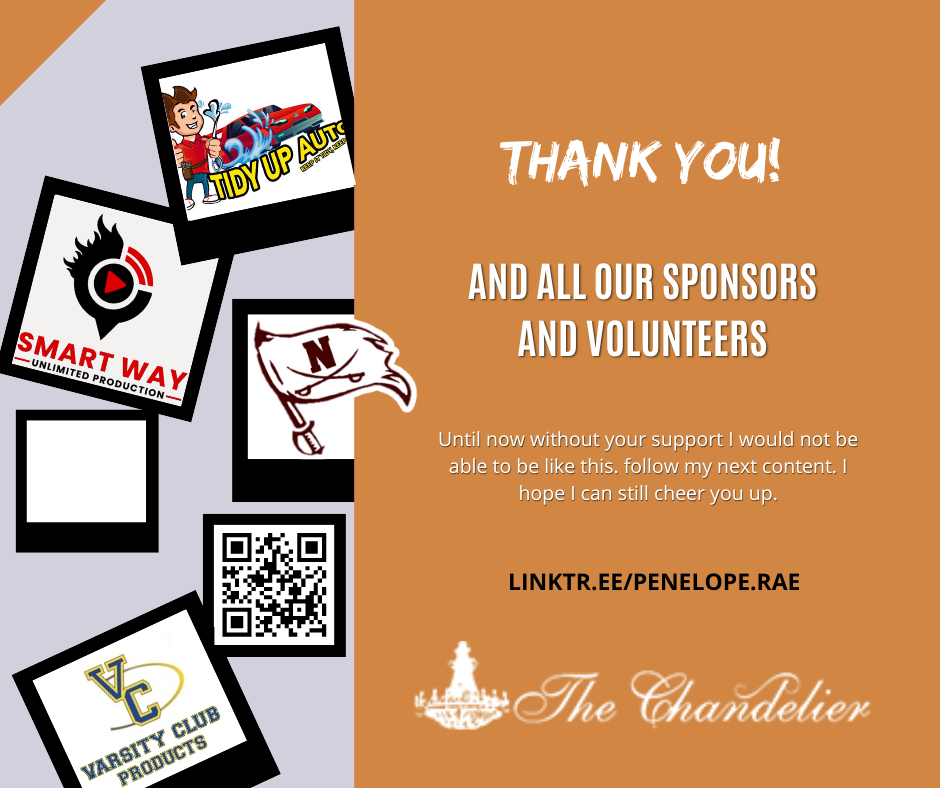 TIDY UP AUTO
SMART WAY
UNLIMITED PRODUCTION
N
VC
VARSITY CLUB
PRODUCTS
THANK YOU!
AND ALL OUR SPONSORS
AND VOLUNTEERS
Until now without your support I would not be
able to be like this. follow my next content. I
hope I can still cheer you up.
LINKTR.EE/PENELOPE.RAE
The Chandelier